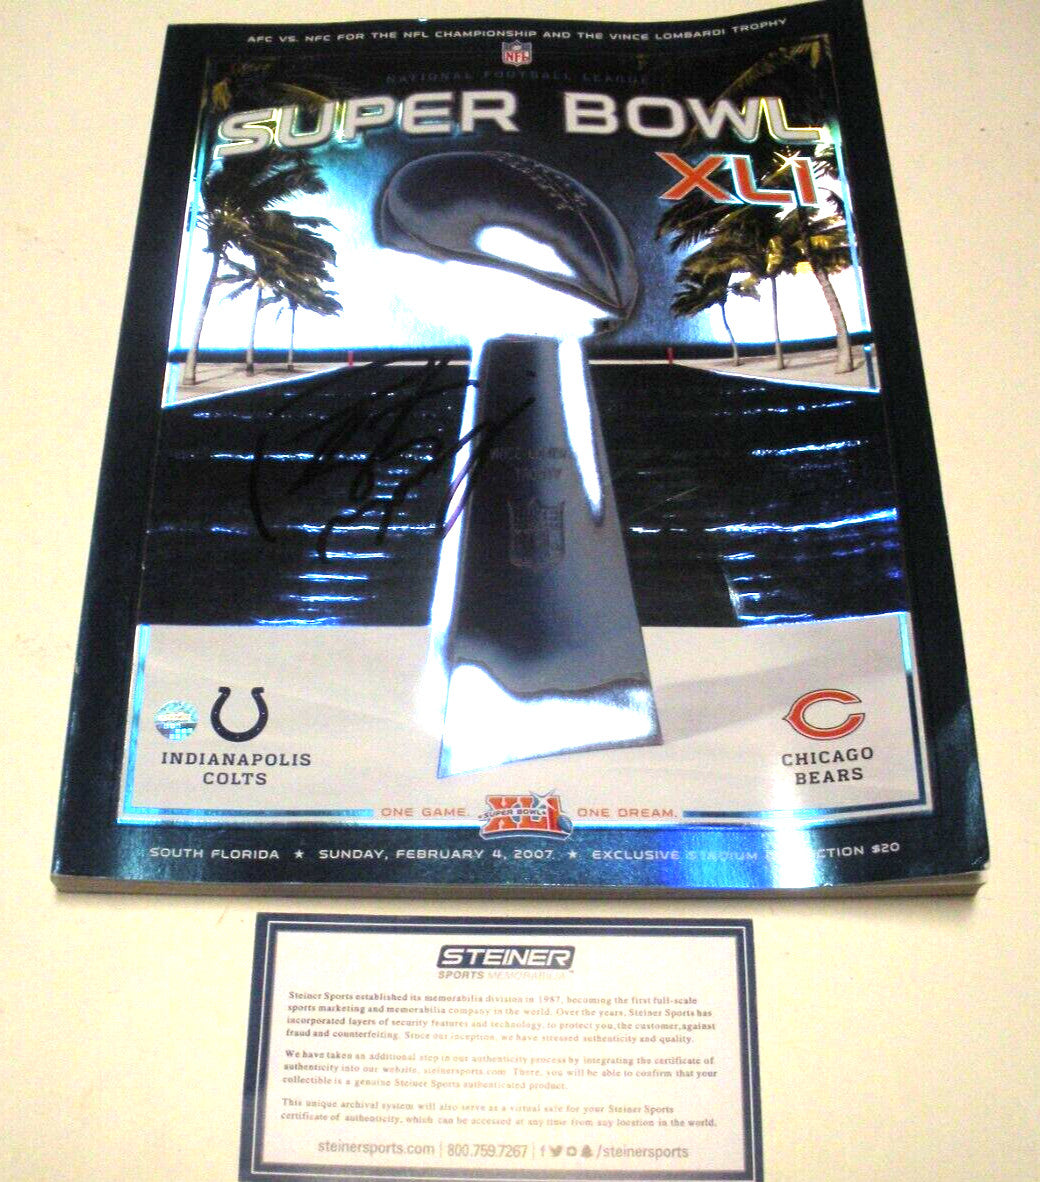 AFC VS. NFC FOR THE NFL CHAMPIONSHIP AND THE VINCE LOMBARDI TROPHY
NFL
NATIONAL FOOTBALL LEAGUE
SUPER BOWL
XLI
INDIANAPOLIS
COLTS
CHICAGO
BEARS
ONE GAME. SUPER BOWL XLI ONE DREAM.
SOUTH FLORIDA ★ SUNDAY, FEBRUARY 4, 2007 ★ EXCLUSIVE STADIUM $20
STEINER
SPORTS MEMORABILIA™
Steiner Sports established its memorabilia division in 1987, becoming the first full-scale
sports marketing and memorabilia company in the world. Over the years, Steiner Sports has
incorporated layers of security features and technology, to protect you, the customer, against
fraud and counterfeiting. Since our inception, we have stressed authenticity and quality.
We have taken an additional step in our authenticity process by integrating the certificate of
authenticity into our website, steinersports.com. There, you will be able to confirm that your
collectible is a genuine Steiner Sports authenticated product.
This unique archival system will also serve as a virtual safe for your Steiner Sports
certificate of authenticity, which can be accessed at any time from any location in the world.
steinersports.com | 800.759.7267 | f /steinersports